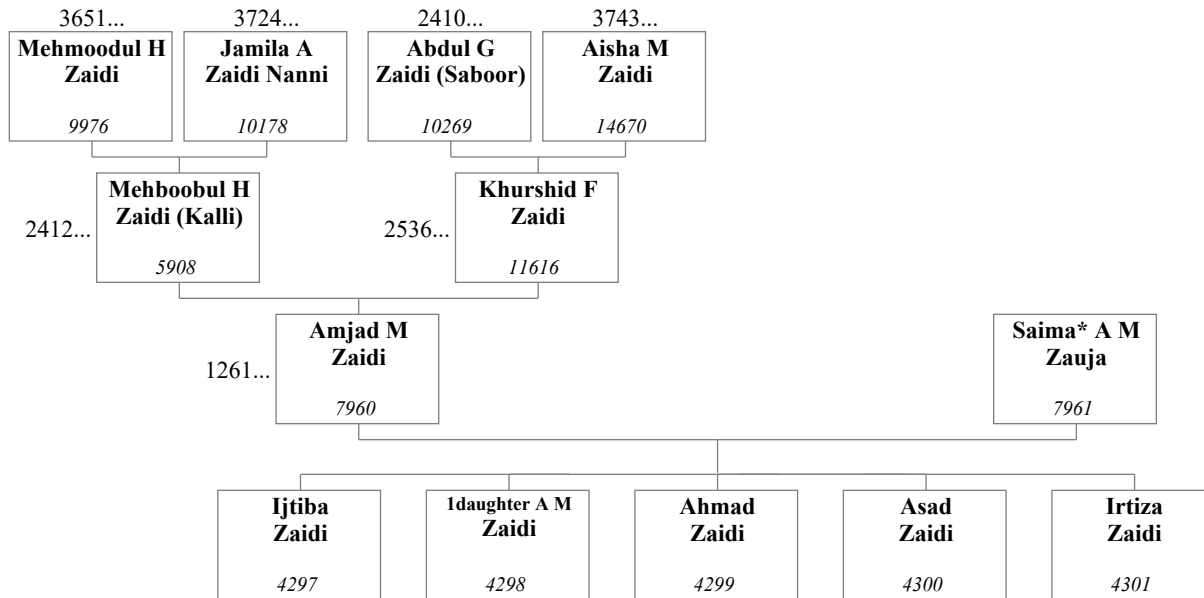 3651...
3724...
2410...
3743...
Mehmoodul H
Zaidi
9976
Jamila A
Zaidi Nanni
10178
Abdul G
Zaidi (Saboor)
10269
Aisha M
Zaidi
14670
2412...
Mehboobul H
Zaidi (Kalli)
5908
2536...
Khurshid F
Zaidi
11616
1261...
Amjad M
Zaidi
7960
Saima* A M
Zauja
7961
Ijtiba
Zaidi
4297
1daughter A M
Zaidi
4298
Ahmad
Zaidi
4299
Asad
Zaidi
4300
Irtiza
Zaidi
4301